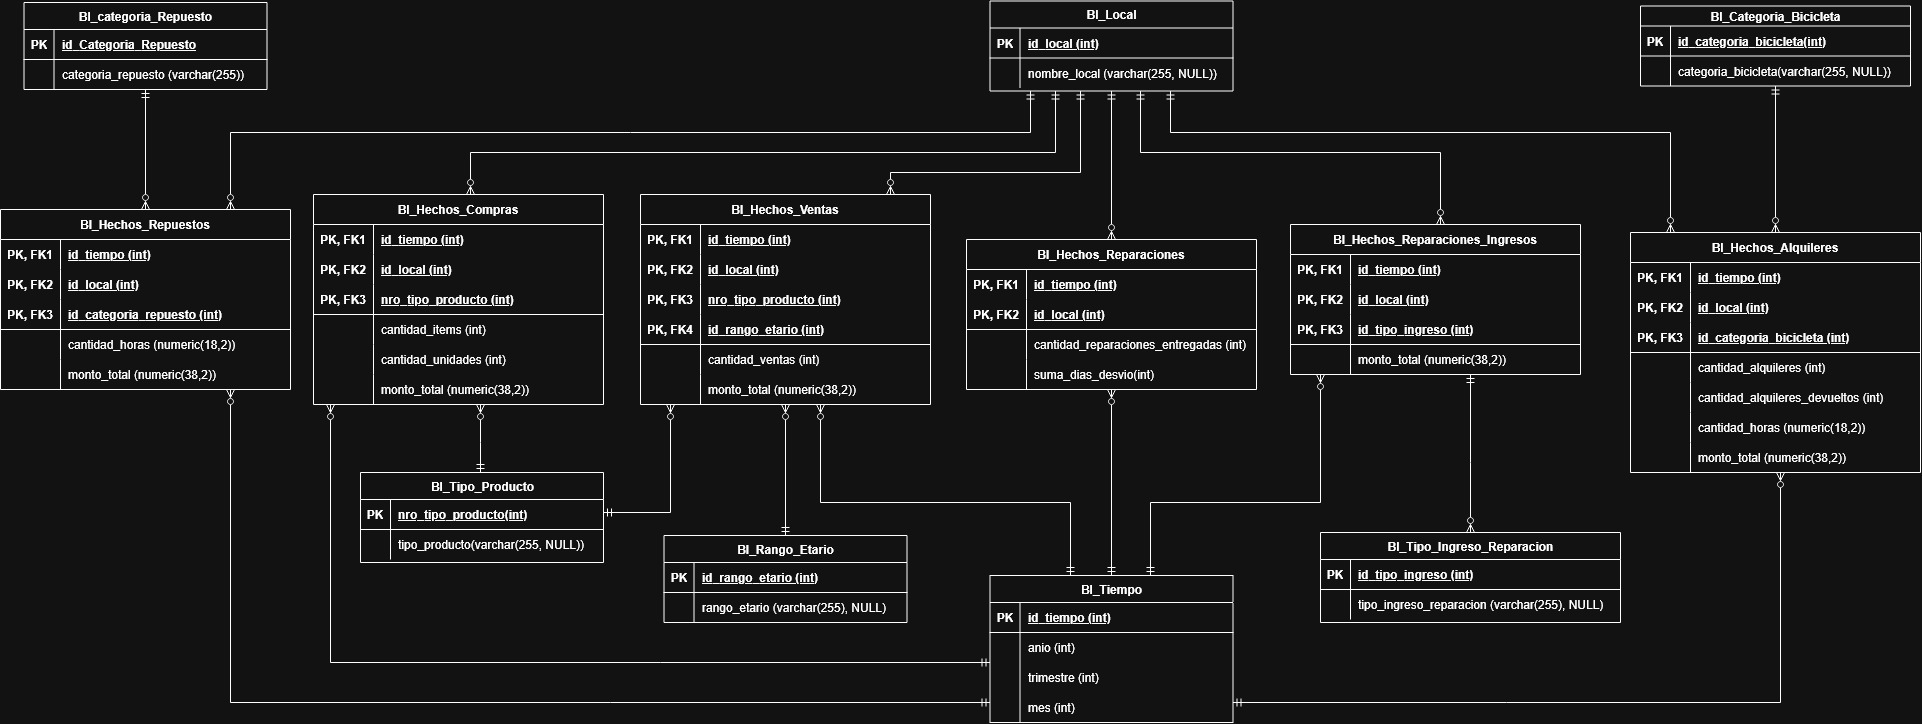 BI_categoria_Repuesto
PK id_Categoria_Repuesto
categoria_repuesto (varchar(255))
BI_Local
PK id_local (int)
nombre_local (varchar(255, NULL))
BI_Categoria_Bicicleta
PK id_categoria_bicicleta(int)
categoria_bicicleta(varchar(255, NULL))
BI_Hechos_Repuestos
PK, FK1 id_tiempo (int)
PK, FK2 id_local (int)
PK, FK3 id_categoria_repuesto (int)
cantidad_horas (numeric(18,2))
monto_total (numeric(38,2))
BI_Hechos_Compras
PK, FK1 id_tiempo (int)
PK, FK2 id_local (int)
PK, FK3 nro_tipo_producto (int)
cantidad_items (int)
cantidad_unidades (int)
monto_total (numeric(38,2))
BI_Hechos_Ventas
PK, FK1 id_tiempo (int)
PK, FK2 id_local (int)
PK, FK3 nro_tipo_producto (int)
PK, FK4 id_rango_etario (int)
cantidad_ventas (int)
monto_total (numeric(38,2))
BI_Hechos_Reparaciones
PK, FK1 id_tiempo (int)
PK, FK2 id_local (int)
cantidad_reparaciones_entregadas (int)
suma_dias_desvio(int)
BI_Hechos_Reparaciones_Ingresos
PK, FK1 id_tiempo (int)
PK, FK2 id_local (int)
PK, FK3 id_tipo_ingreso (int)
monto_total (numeric(38,2))
BI_Hechos_Alquileres
PK, FK1 id_tiempo (int)
PK, FK2 id_local (int)
PK, FK3 id_categoria_bicicleta (int)
cantidad_alquileres (int)
cantidad_alquileres_devueltos (int)
cantidad_horas (numeric(18,2))
monto_total (numeric(38,2))
BI_Tipo_Producto
PK nro_tipo_producto(int)
tipo_producto(varchar(255, NULL))
BI_Rango_Etario
PK id_rango_etario (int)
rango_etario (varchar(255), NULL)
BI_Tiempo
PK id_tiempo (int)
anio (int)
trimestre (int)
mes (int)
BI_Tipo_Ingreso_Reparacion
PK id_tipo_ingreso (int)
tipo_ingreso_reparacion (varchar(255), NULL)